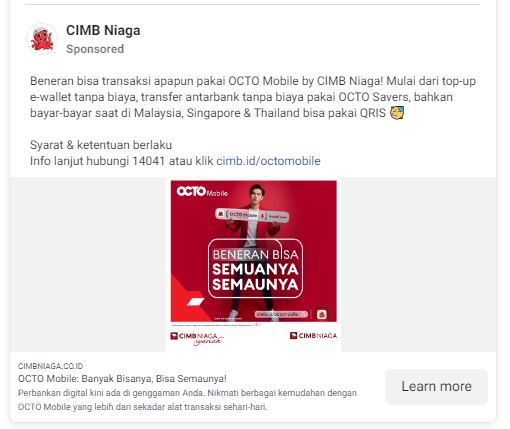 CIMB Niaga
Sponsored
Beneran bisa transaksi apapun pakai OCTO Mobile by CIMB Niaga! Mulai dari top-up
e-wallet tanpa biaya, transfer antarbank tanpa biaya pakai OCTO Savers, bahkan
bayar-bayar saat di Malaysia, Singapore & Thailand bisa pakai QRIS 🥳
Syarat & ketentuan berlaku
Info lanjut hubungi 14041 atau klik cimb.id/octomobile
OCTO Mobile
OCTO Mobile
BENERAN BISA
SEMUANYA
SEMAUNYA
cimb.id/octomobile
CIMB NIAGA Syariah
CIMB NIAGA
CIMBNIAGA.CO.ID
OCTO Mobile: Banyak Bisanya, Bisa Semaunya!
Perbankan digital kini ada di genggaman Anda. Nikmati berbagai kemudahan dengan
OCTO Mobile yang lebih dari sekadar alat transaksi sehari-hari.
Learn more